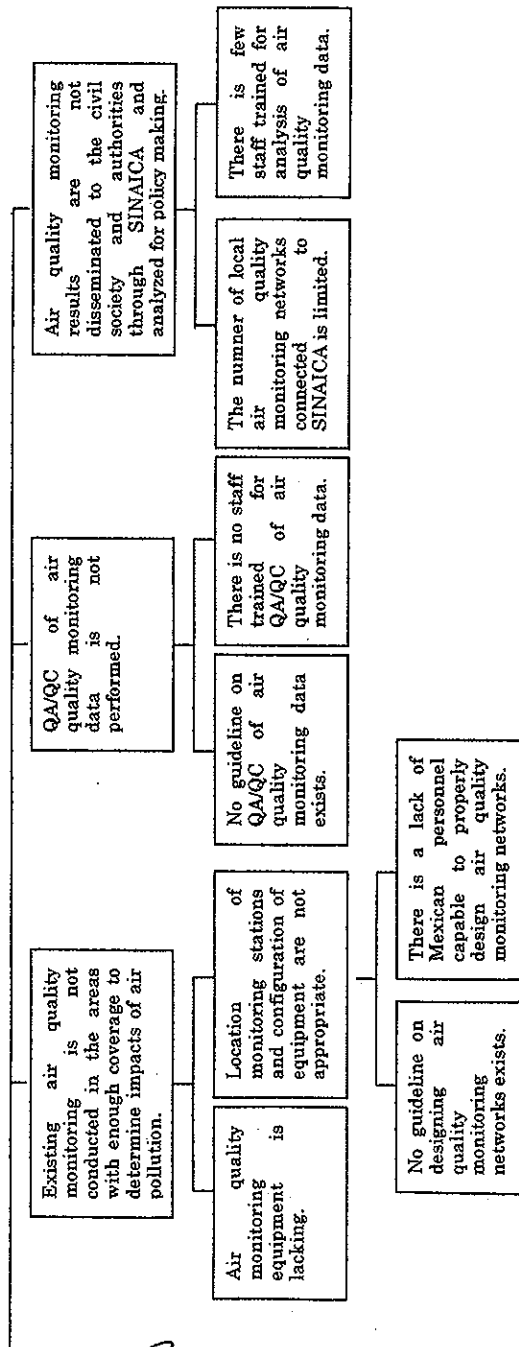 Existing air quality
monitoring is not
conducted in the areas
with enough coverage to
determine impacts of air
pollution.
QA/QC of air
quality monitoring
data is not
performed.
Air quality monitoring
results are not
disseminated to the civil
society and authorities
through SINAICA and
analyzed for policy making.
Air quality
monitoring
equipment is
lacking.
Location of
monitoring stations
and configuration of
equipment are not
appropriate.
No guideline on
QA/QC of air
quality
monitoring data
exists.
There is no staff
trained for
QA/QC of air
quality
monitoring data.
The numner of local
air quality
monitoring networks
connected to
SINAICA is limited.
There is few
staff trained for
analysis of air
quality
monitoring data.
No guideline on
designing air
quality
monitoring
networks exists.
There is a lack of
Mexican personnel
capable to properly
design air quality
monitoring networks.